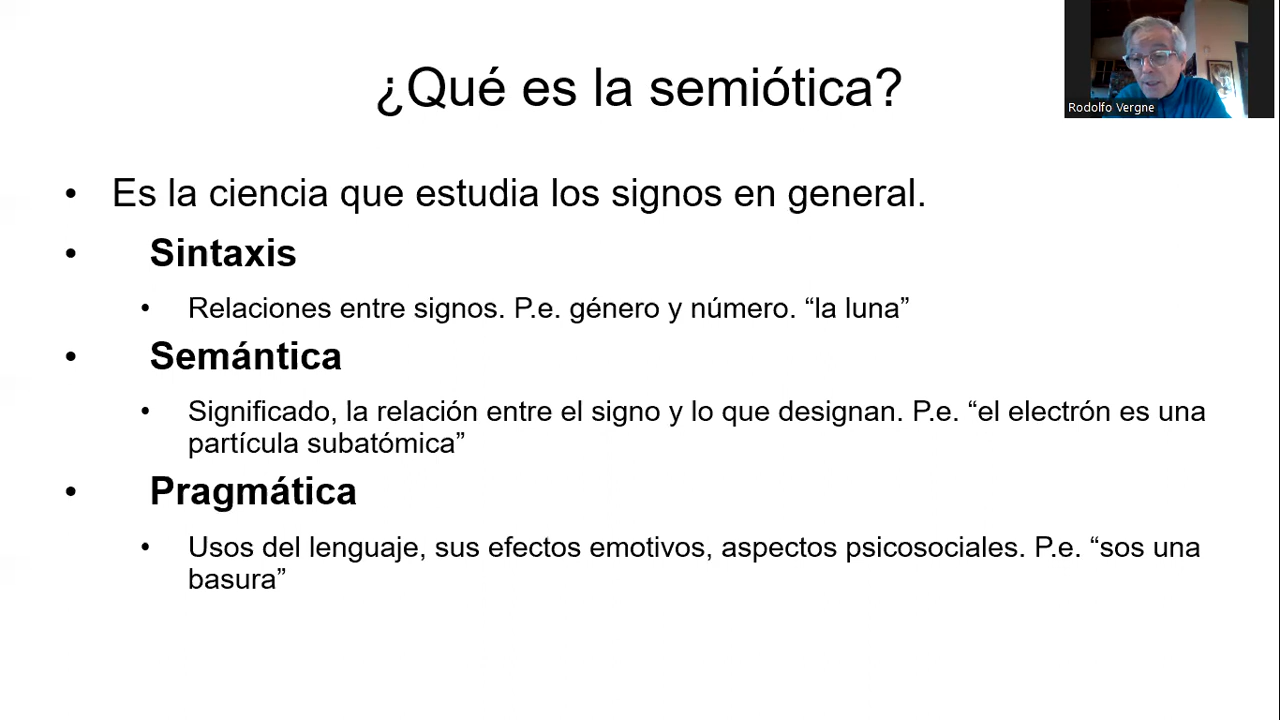 ¿Qué es la semiótica?
Rodolfo Vergne
• Es la ciencia que estudia los signos en general.
• Sintaxis
• Relaciones entre signos. P.e. género y número. “la luna”
• Semántica
• Significado, la relación entre el signo y lo que designan. P.e. “el electrón es una
partícula subatómica”
• Pragmática
• Usos del lenguaje, sus efectos emotivos, aspectos psicosociales. P.e. “sos una
basura”